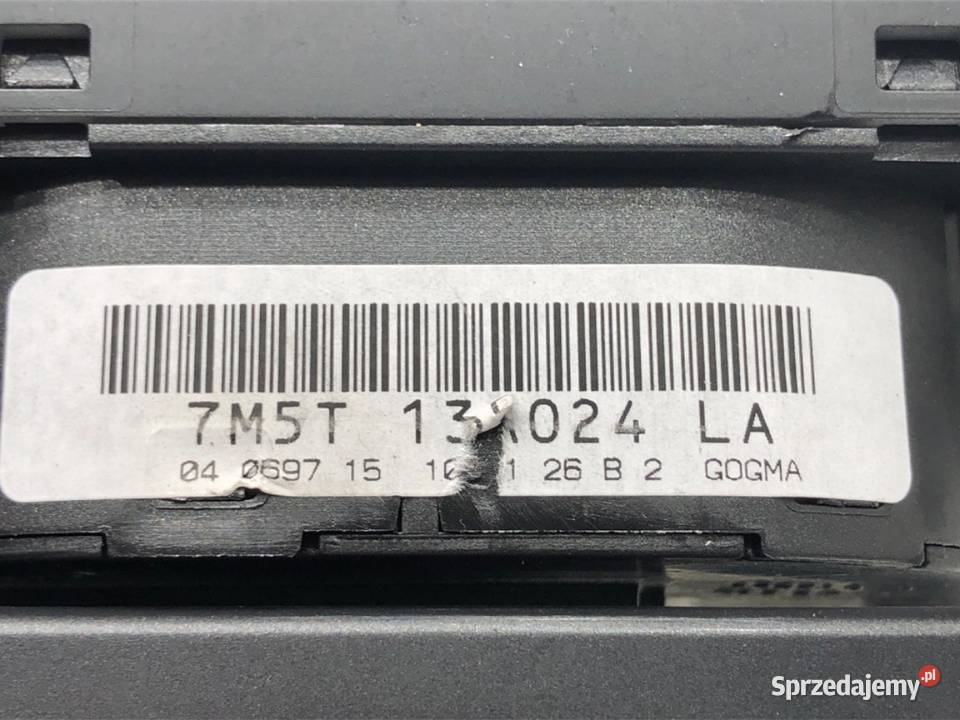 7M5T 13A024 LA
04 0697 15 26 B 2 GOGMA
Sprzedajemy.pl